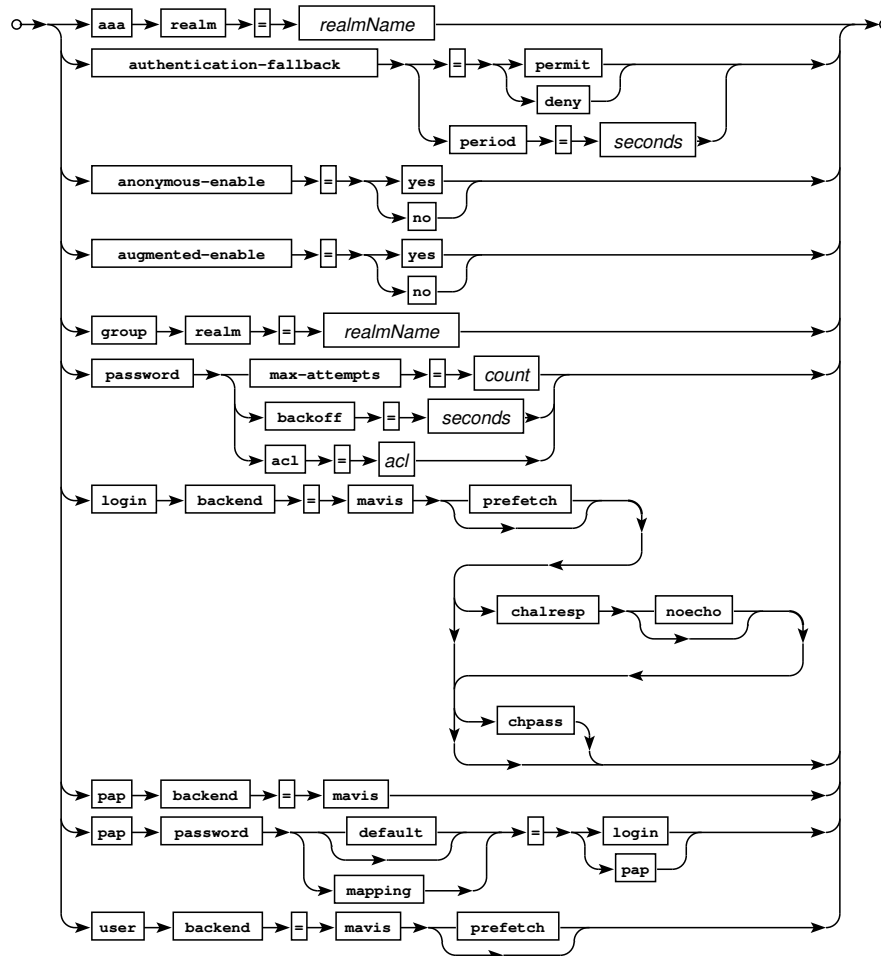 aaa realm = realmName
authentication-fallback = permit
deny
period = seconds
anonymous-enable = yes
no
augmented-enable = yes
no
group realm = realmName
password max-attempts = count
backoff = seconds
acl = acl
login backend = mavis prefetch
chalresp noecho
chpass
pap backend = mavis
pap password default = login
mapping pap
user backend = mavis prefetch